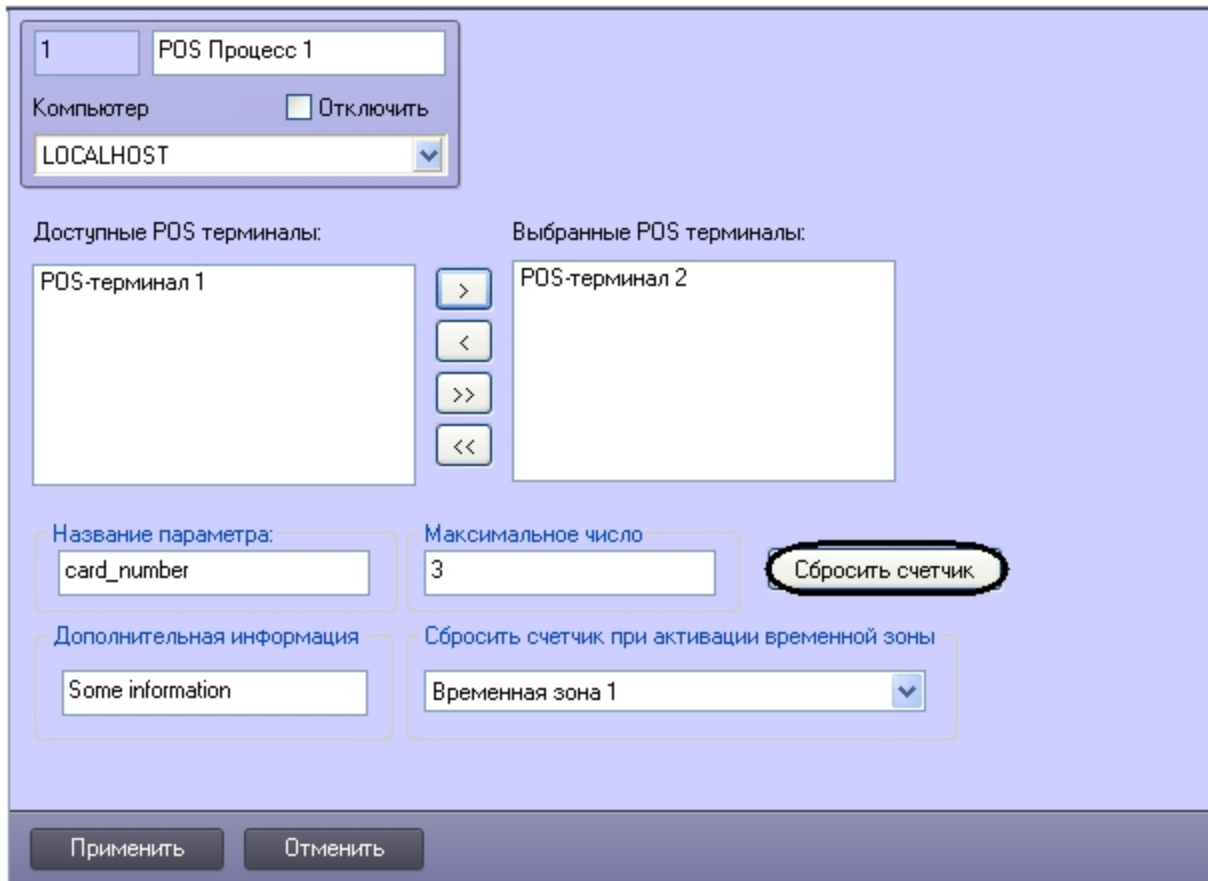 1
POS Процесс 1
Компьютер
Отключить
LOCALHOST
Доступные POS терминалы:
Выбранные POS терминалы:
POS-терминал 1
POS-терминал 2
>
<
>>
<<
Название параметра:
Максимальное число
card_number
3
Сбросить счетчик
Дополнительная информация
Сбросить счетчик при активации временной зоны
Some information
Временная зона 1
Применить
Отменить